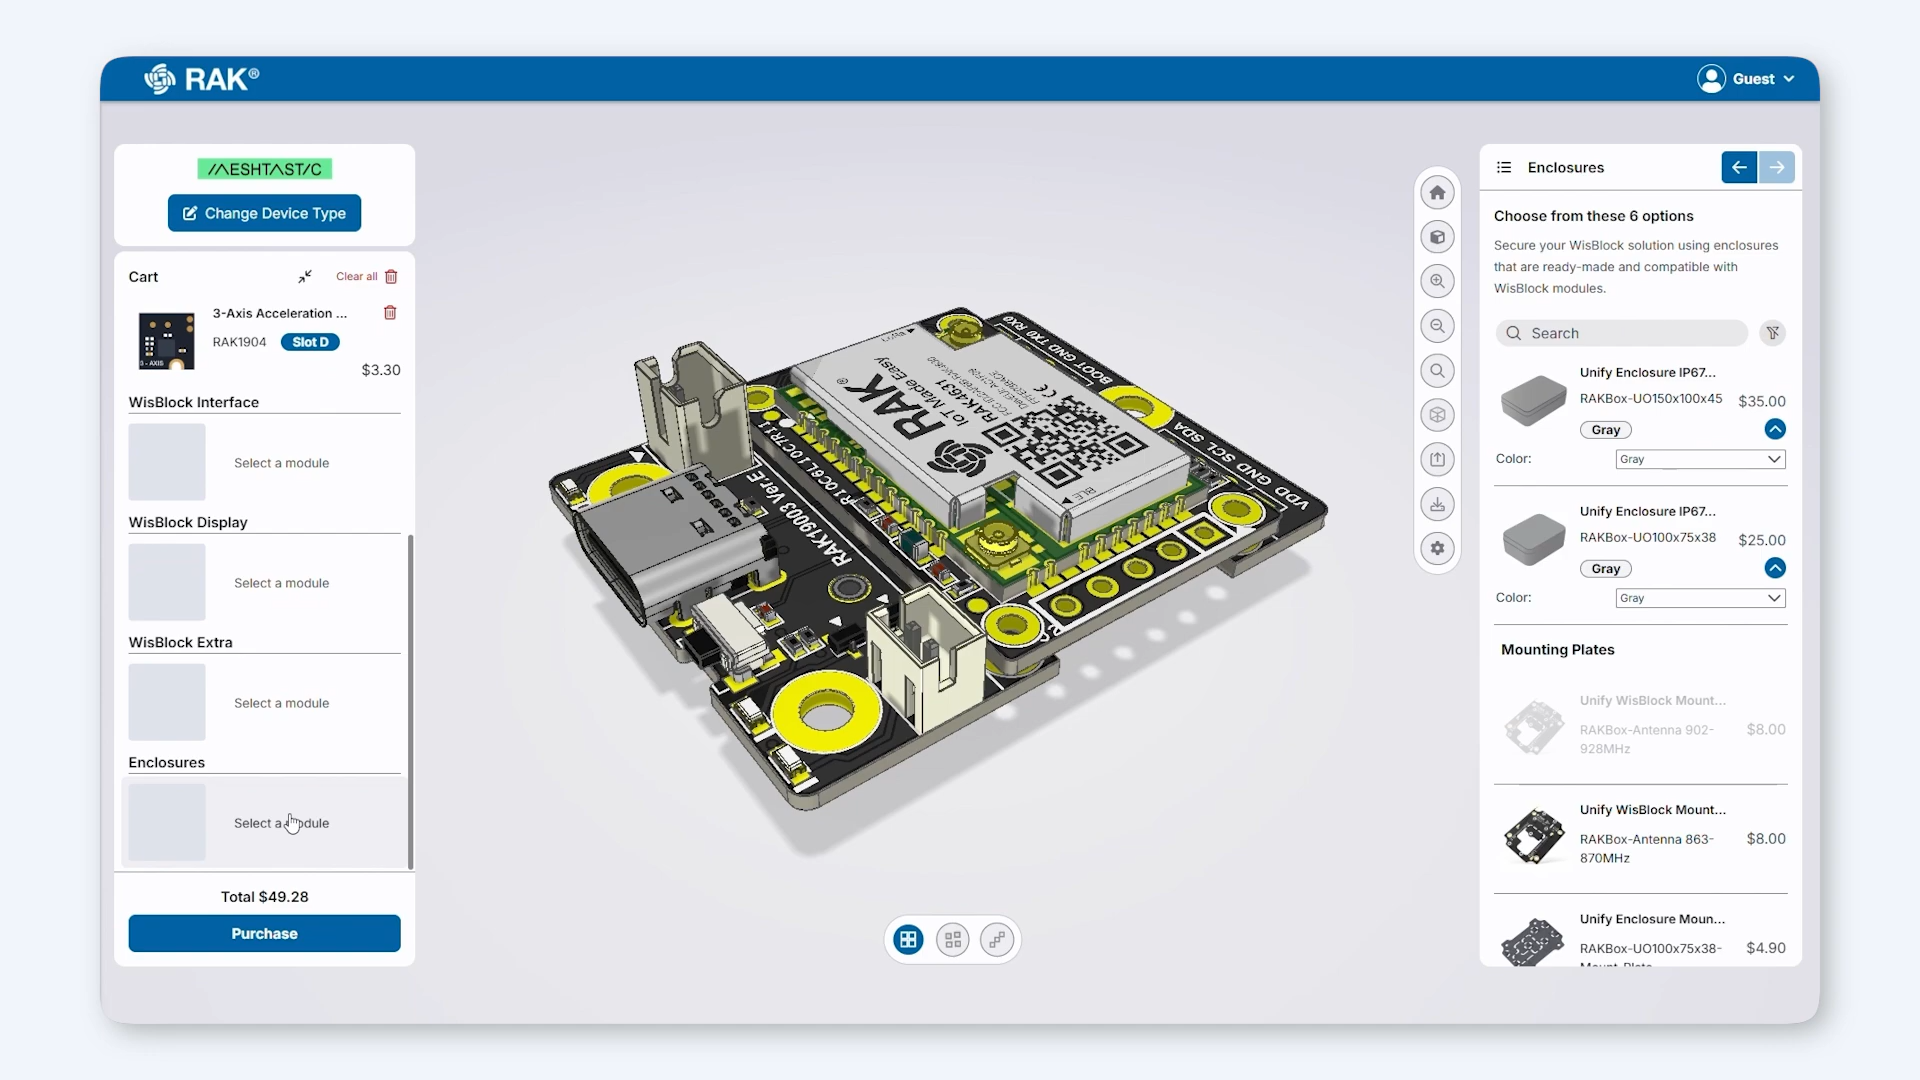 RAK®
Guest
MESHTASTIC
Change Device Type
Cart
Clear all
3-Axis Acceleration ...
RAK1904
Slot D
$3.30
WisBlock Interface
Select a module
WisBlock Display
Select a module
WisBlock Extra
Select a module
Enclosures
Select a module
Total $49.28
Purchase
BOOT GND TX0 RX0
RAK®
IoT Made Easy
RAK4631
BLE
VDD GND SCL SDA
RAK19003 Ver.E
Enclosures
Choose from these 6 options
Secure your WisBlock solution using enclosures
that are ready-made and compatible with
WisBlock modules.
Search
Unify Enclosure IP67...
RAKBox-UO150x100x45
$35.00
Gray
Color:
Gray
Unify Enclosure IP67...
RAKBox-UO100x75x38
$25.00
Gray
Color:
Gray
Mounting Plates
Unify WisBlock Mount...
RAKBox-Antenna 902-
928MHz
$8.00
Unify WisBlock Mount...
RAKBox-Antenna 863-
870MHz
$8.00
Unify Enclosure Moun...
RAKBox-UO100x75x38-
Mount-Plate
$4.90